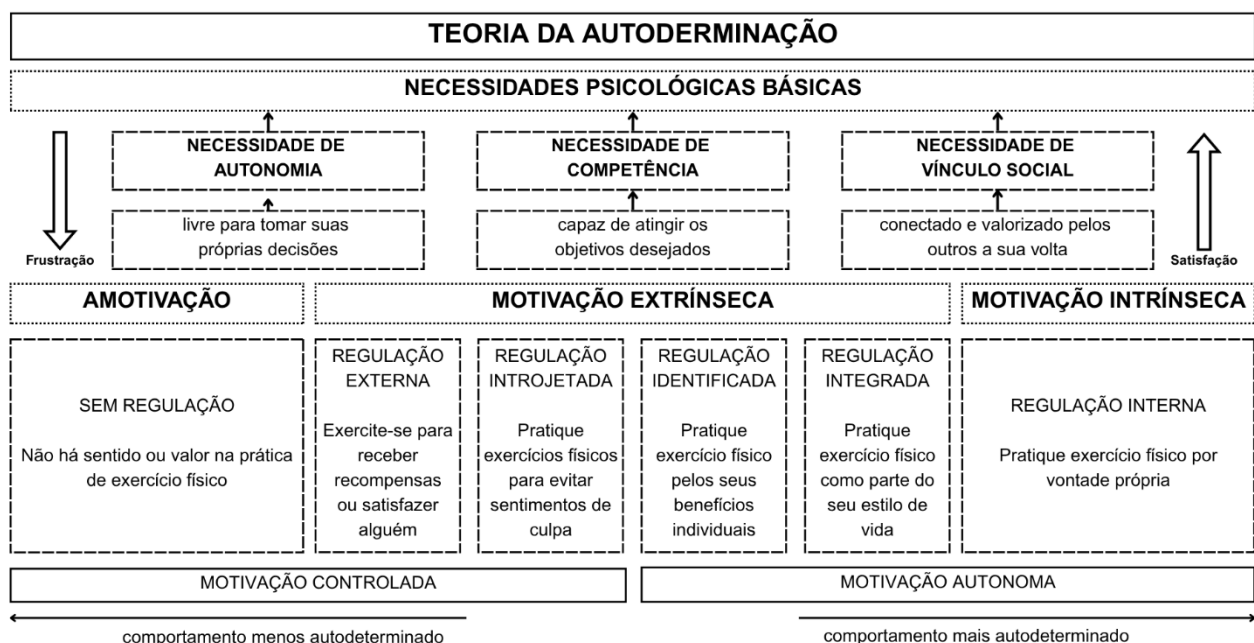 TEORIA DA AUTODERMINAÇÃO
NECESSIDADES PSICOLÓGICAS BÁSICAS
NECESSIDADE DE
AUTONOMIA
livre para tomar suas
próprias decisões
NECESSIDADE DE
COMPETÊNCIA
capaz de atingir os
objetivos desejados
NECESSIDADE DE
VÍNCULO SOCIAL
conectado e valorizado pelos
outros a sua volta
Frustração
Satisfação
AMOTIVAÇÃO
MOTIVAÇÃO EXTRÍNSECA
MOTIVAÇÃO INTRÍNSECA
SEM REGULAÇÃO
Não há sentido ou valor na prática
de exercício físico
REGULAÇÃO
EXTERNA
Exercite-se para
receber
recompensas
ou satisfazer
alguém
REGULAÇÃO
INTROJETADA
Pratique
exercícios físicos
para evitar
sentimentos de
culpa
REGULAÇÃO
IDENTIFICADA
Pratique
exercício físico
pelos seus
benefícios
individuais
REGULAÇÃO
INTEGRADA
Pratique
exercício físico
como parte do
seu estilo de
vida
REGULAÇÃO INTERNA
Pratique exercício físico por
vontade própria
MOTIVAÇÃO CONTROLADA
MOTIVAÇÃO AUTONOMA
comportamento menos autodeterminado
comportamento mais autodeterminado